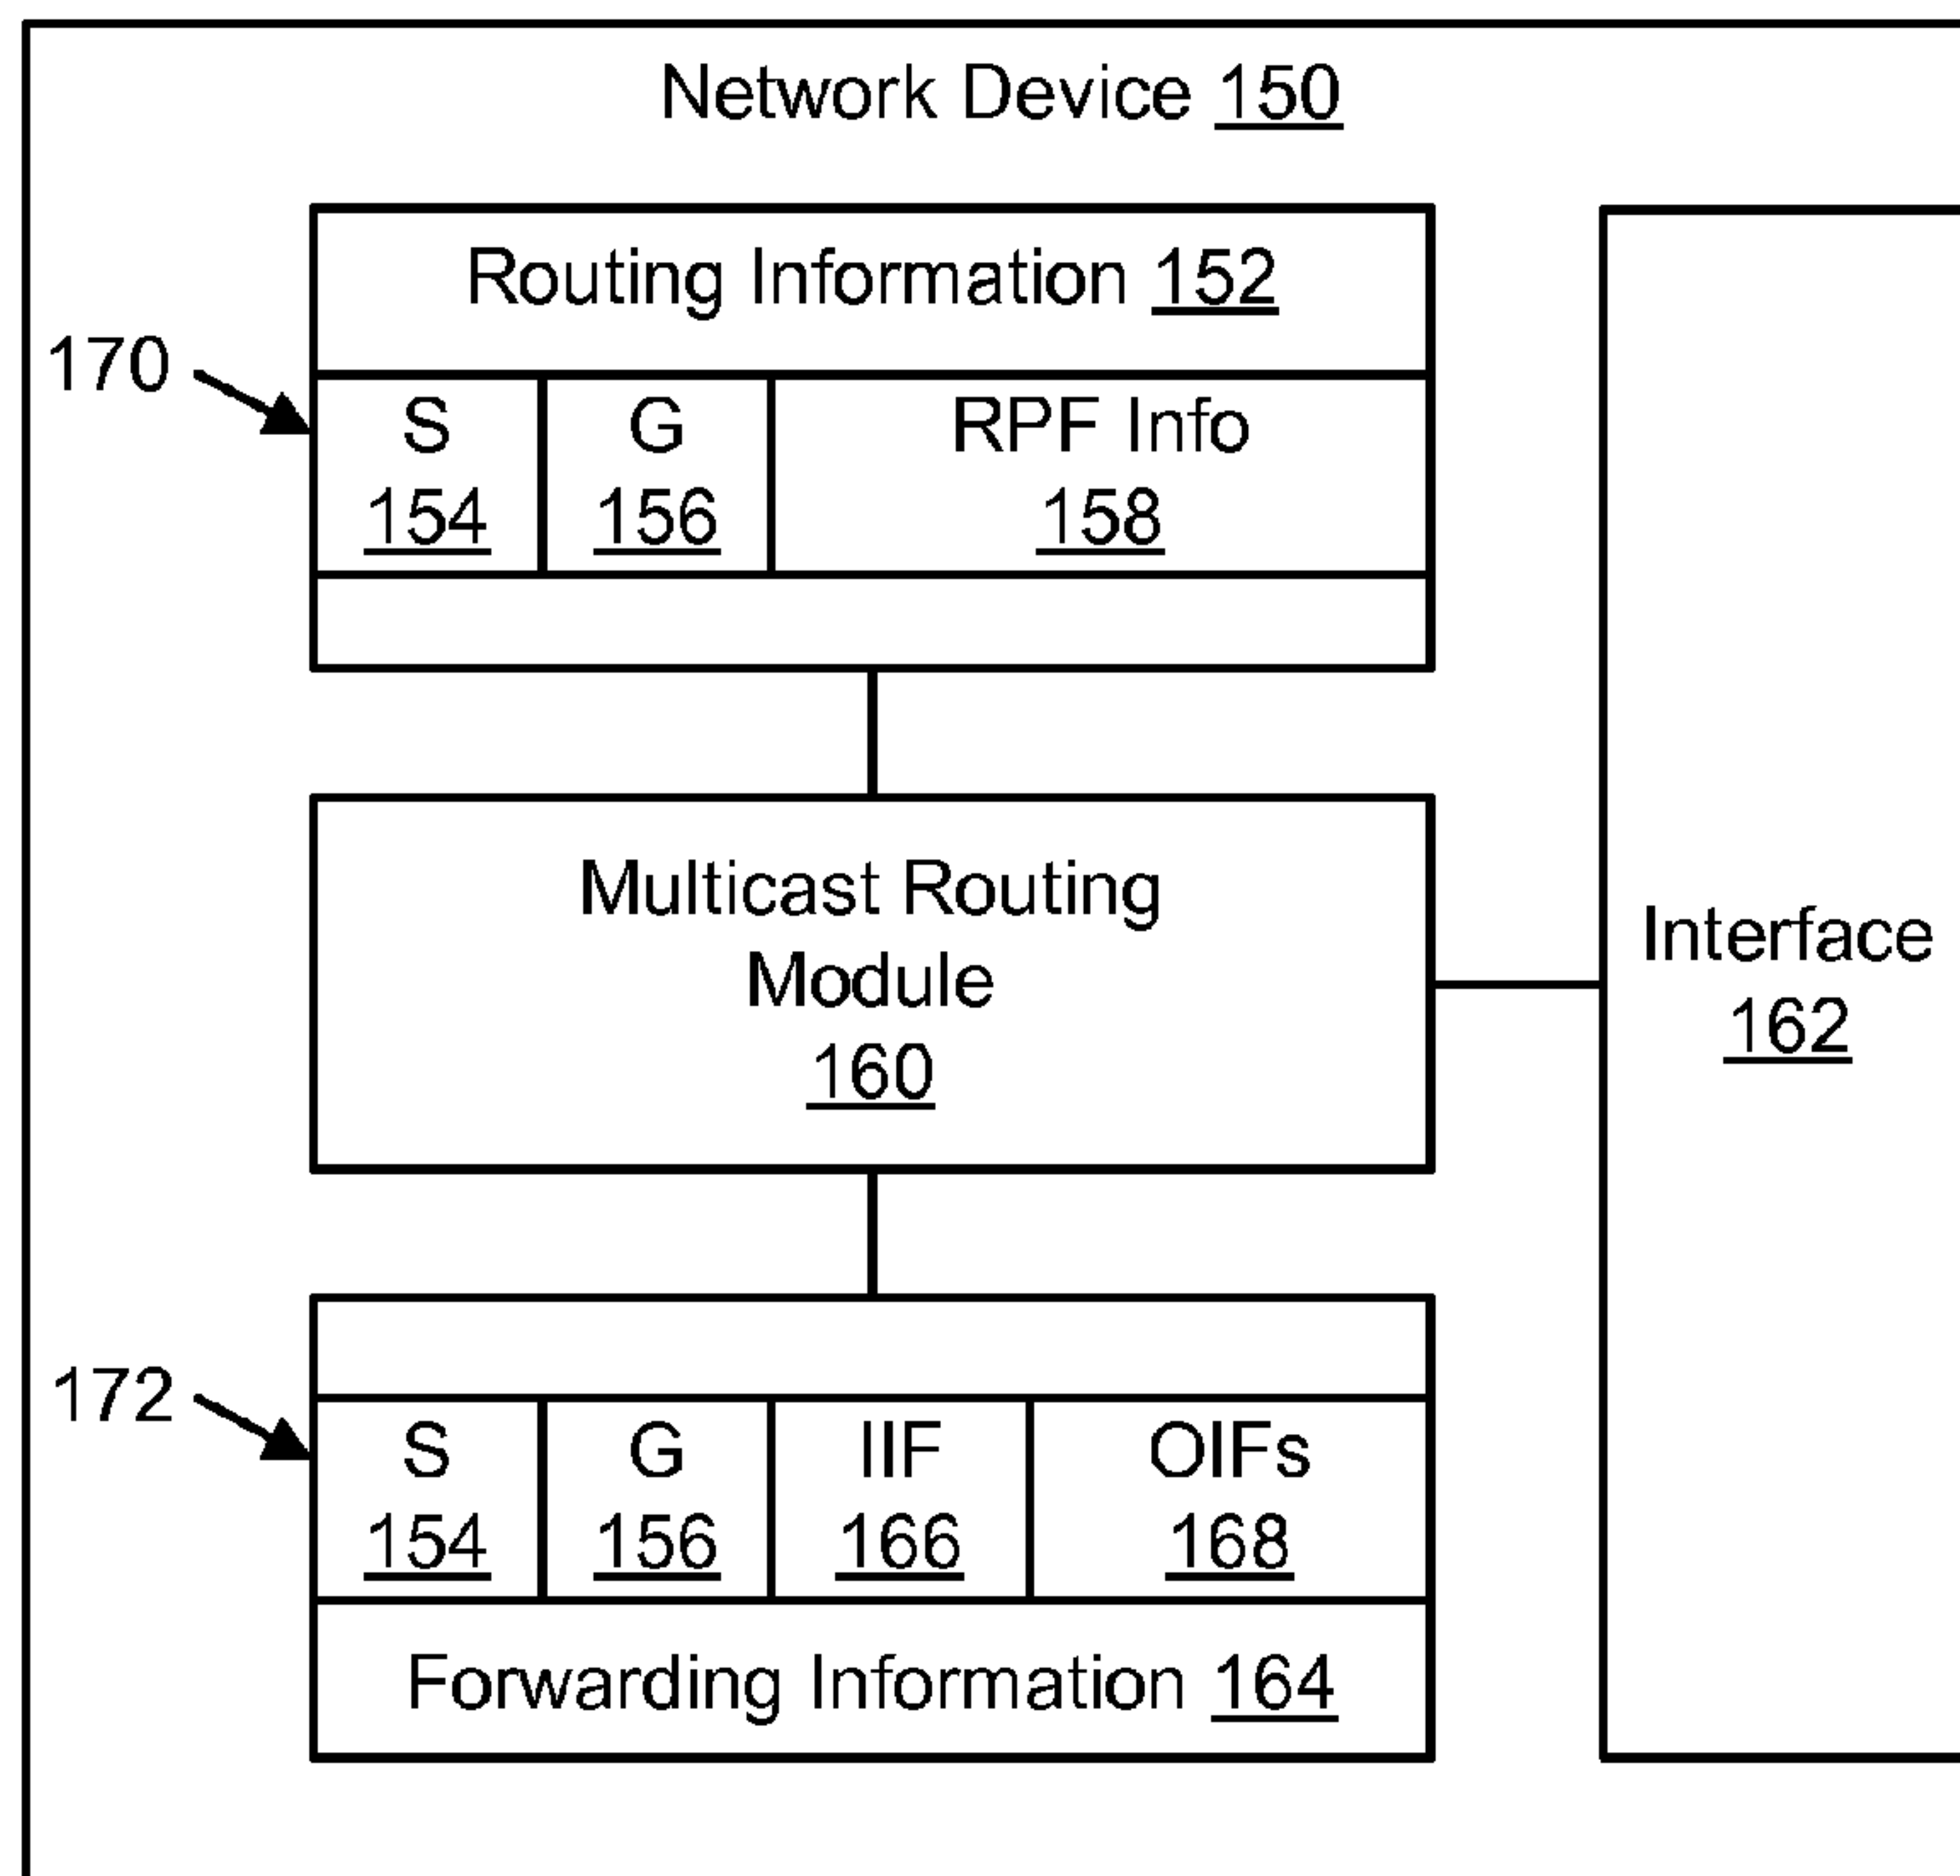 Network Device 150
Routing Information 152
170
S
G
RPF Info
154
156
158
Multicast Routing
Module
160
Interface
162
172
S
G
IIF
OIFs
154
156
166
168
Forwarding Information 164